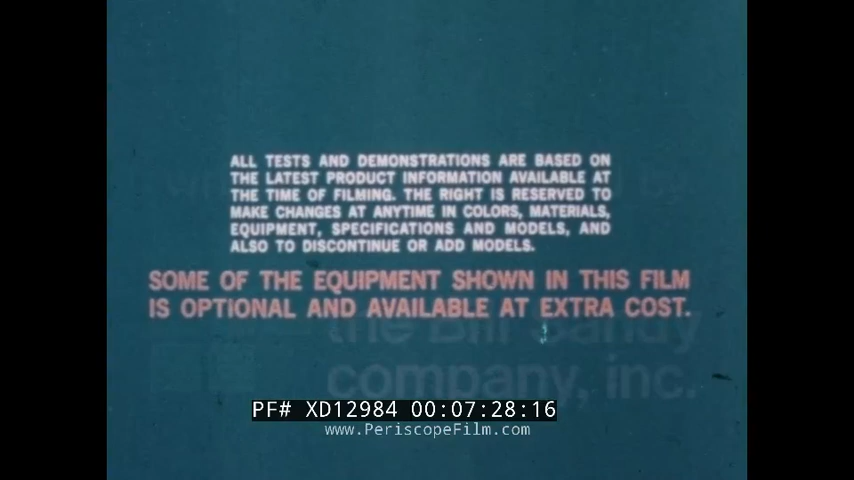 ALL TESTS AND DEMONSTRATIONS ARE BASED ON
THE LATEST PRODUCT INFORMATION AVAILABLE AT
THE TIME OF FILMING. THE RIGHT IS RESERVED TO
MAKE CHANGES AT ANYTIME IN COLORS, MATERIALS,
EQUIPMENT, SPECIFICATIONS AND MODELS, AND
ALSO TO DISCONTINUE OR ADD MODELS.
SOME OF THE EQUIPMENT SHOWN IN THIS FILM
IS OPTIONAL AND AVAILABLE AT EXTRA COST.
the Bill Sandy
company, inc.
PF# XD12984 00:07:28:16
www.PeriscopeFilm.com